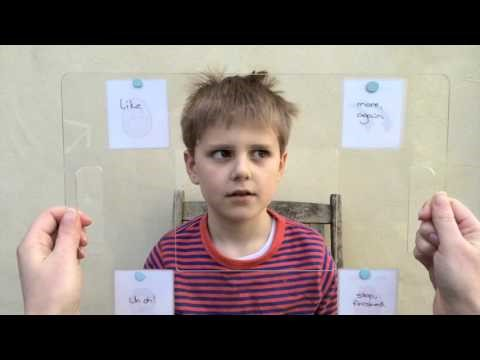 Like
more,
again
uh oh!
stop,
finished